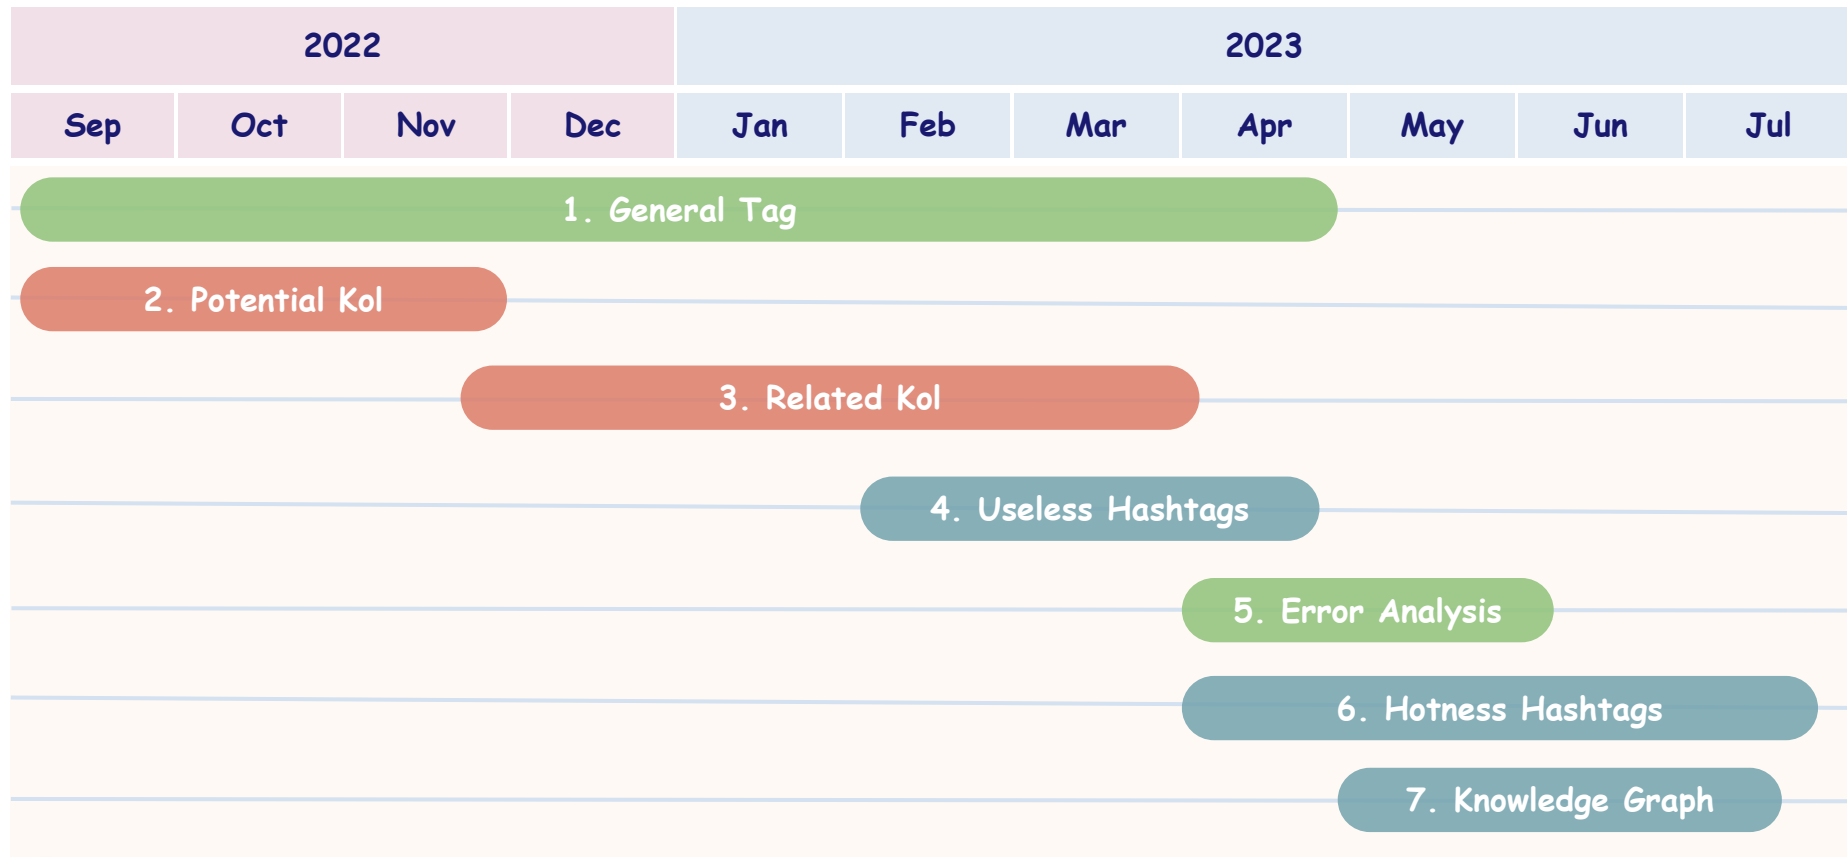 2022 2023
Sep Oct Nov Dec Jan Feb Mar Apr May Jun Jul
1. General Tag
2. Potential Kol
3. Related Kol
4. Useless Hashtags
5. Error Analysis
6. Hotness Hashtags
7. Knowledge Graph